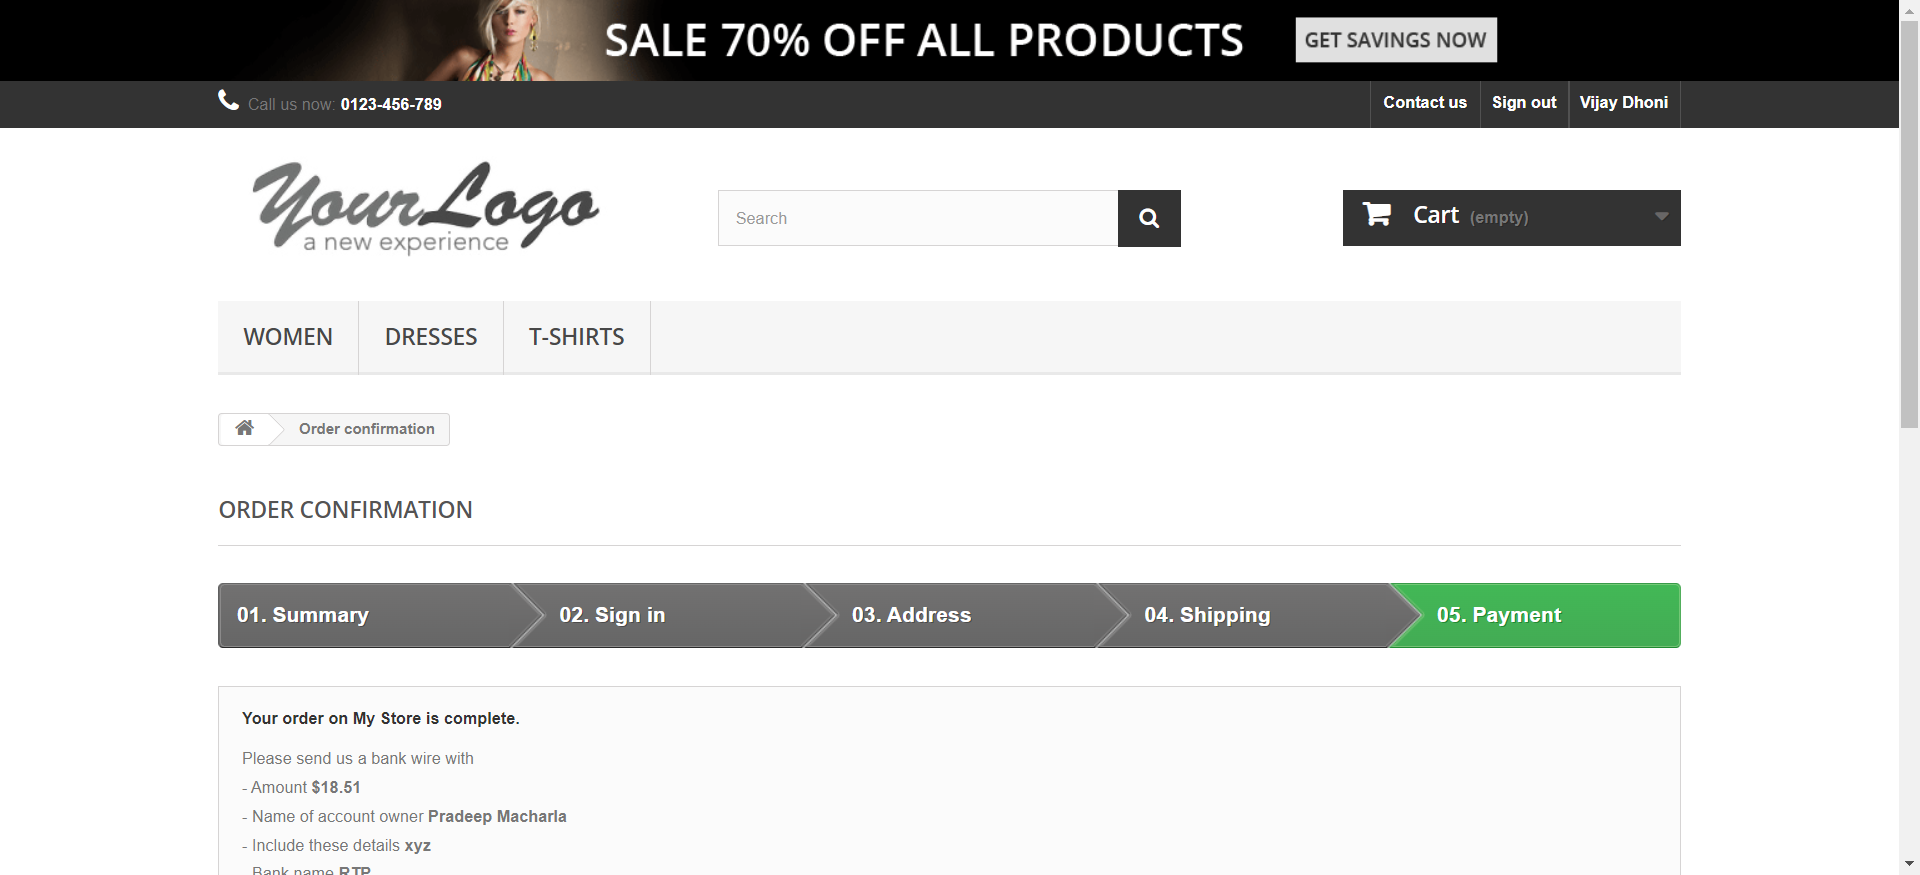 SALE 70% OFF ALL PRODUCTS GET SAVINGS NOW
Call us now: 0123-456-789 Contact us Sign out Vijay Dhoni
YourLogo
a new experience
Search
Cart (empty)
WOMEN DRESSES T-SHIRTS
Order confirmation
ORDER CONFIRMATION
01. Summary 02. Sign in 03. Address 04. Shipping 05. Payment
Your order on My Store is complete.
Please send us a bank wire with
- Amount $18.51
- Name of account owner Pradeep Macharla
- Include these details xyz
- Bank name RTP